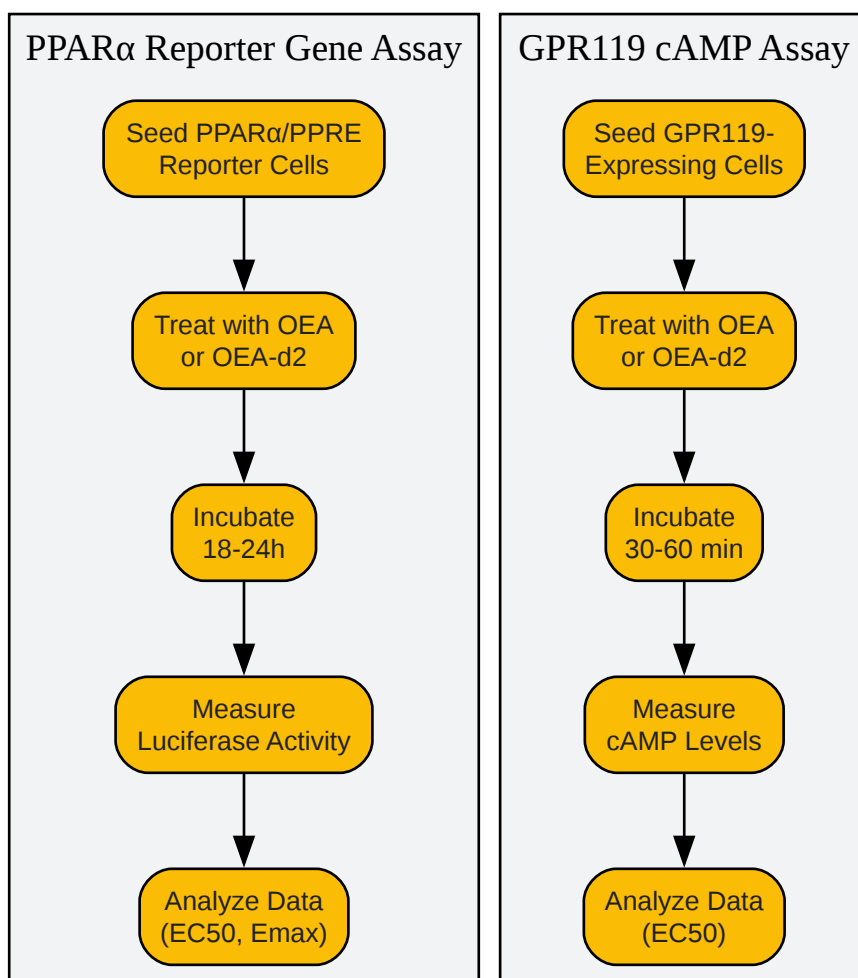 PPARα Reporter Gene Assay
Seed PPARα/PPRE
Reporter Cells
Treat with OEA
or OEA-d2
Incubate
18-24h
Measure
Luciferase Activity
Analyze Data
(EC50, Emax)
GPR119 cAMP Assay
Seed GPR119-
Expressing Cells
Treat with OEA
or OEA-d2
Incubate
30-60 min
Measure
cAMP Levels
Analyze Data
(EC50)